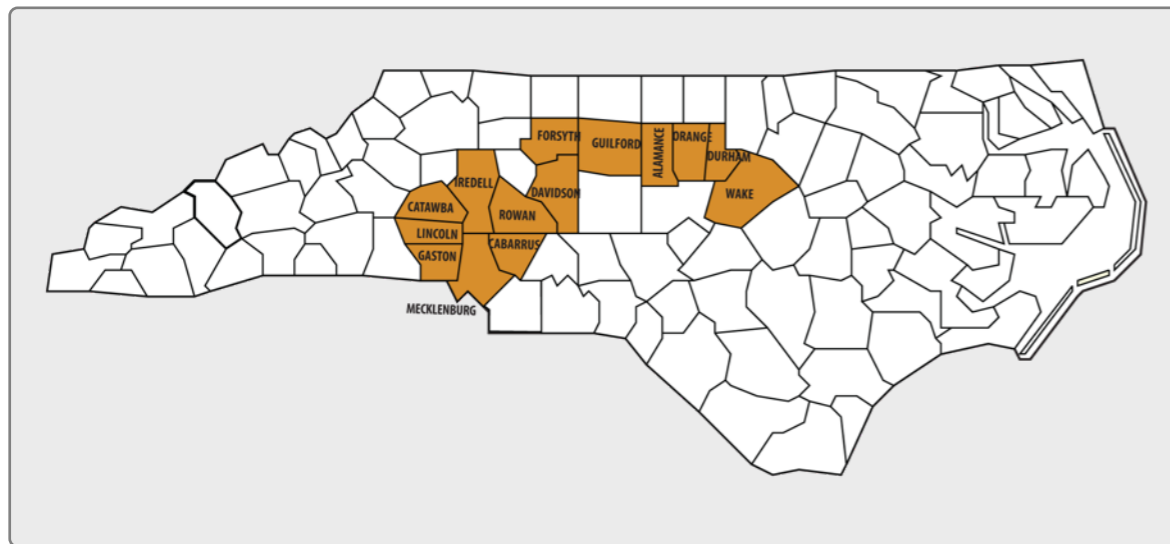 FORSYTH
GUILFORD
ALAMANCE
ORANGE
DURHAM
IREDELL
DAVIDSON
WAKE
CATAWBA
ROWAN
LINCOLN
CABARRUS
GASTON
MECKLENBURG